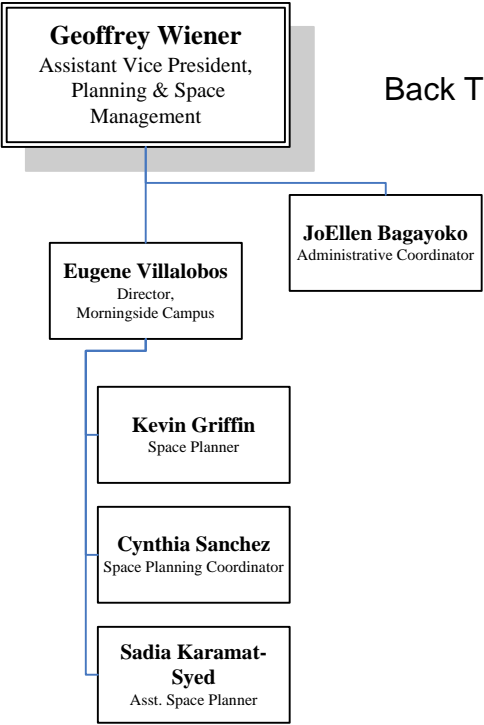 Geoffrey Wiener
Assistant Vice President,
Planning & Space
Management
Back T
JoEllen Bagayoko
Administrative Coordinator
Eugene Villalobos
Director,
Morningside Campus
Kevin Griffin
Space Planner
Cynthia Sanchez
Space Planning Coordinator
Sadia Karamat-
Syed
Asst. Space Planner